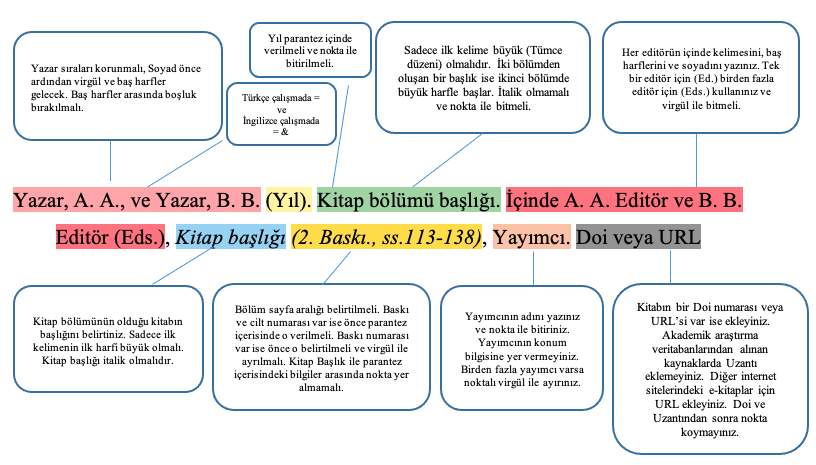 Yazar sıraları korunmalı, Soyad önce
ardından virgül ve baş harfler
gelecek. Baş harfler arasında boşluk
bırakılmalı.
Yıl parantez içinde
verilmeli ve nokta ile
bitirilmeli.
Türkçe çalışmada =
ve
İngilizce çalışmada
= &
Sadece ilk kelime büyük (Tümce
düzeni) olmalıdır. İki bölümden
oluşan bir başlık ise ikinci bölümde
büyük harfle başlar. İtalik olmamalı
ve nokta ile bitmeli.
Her editörün içinde kelimesini, baş
harflerini ve soyadını yazınız. Tek
bir editör için (Ed.) birden fazla
editör için (Eds.) kullanınız ve
virgül ile bitmeli.
Yazar, A. A., ve Yazar, B. B. (Yıl). Kitap bölümü başlığı. İçinde A. A. Editör ve B. B.
Editör (Eds.), Kitap başlığı (2. Baskı., ss.113-138), Yayımcı. Doi veya URL
Kitap bölümünün olduğu kitabın
başlığını belirtiniz. Sadece ilk
kelimenin ilk harfi büyük olmalı.
Kitap başlığı italik olmalıdır.
Bölüm sayfa aralığı belirtilmeli. Baskı
ve cilt numarası var ise önce parantez
içerisinde o verilmeli. Baskı numarası
var ise önce o belirtilmeli ve virgül ile
ayrılmalı. Kitap Başlık ile parantez
içerisindeki bilgiler arasında nokta yer
almamalı.
Yayımcının adını yazınız
ve nokta ile bitiriniz.
Yayımcının konum
bilgisine yer vermeyiniz.
Birden fazla yayımcı varsa
noktalı virgül ile ayırınız.
Kitabın bir Doi numarası veya
URL’si var ise ekleyiniz.
Akademik araştırma
veritabanlarından alınan
kaynaklarda Uzantı
eklemeyiniz. Diğer internet
sitelerindeki e-kitaplar için
URL ekleyiniz. Doi ve
Uzantından sonra nokta
koymayınız.